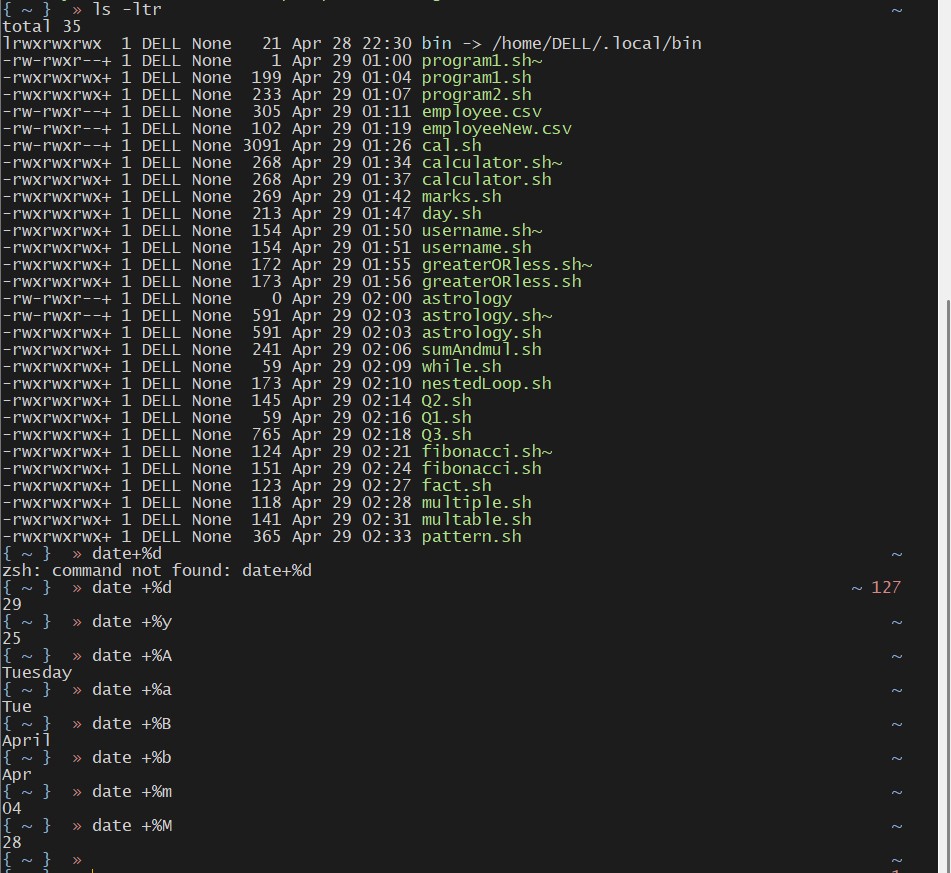 { ~ }  » ls -ltr ~
total 35
lrwxrwxrwx  1 DELL None   21 Apr 28 22:30 bin -> /home/DELL/.local/bin
-rw-rwxr--+ 1 DELL None    1 Apr 29 01:00 program1.sh~
-rwxrwxrwx+ 1 DELL None  199 Apr 29 01:04 program1.sh
-rwxrwxrwx+ 1 DELL None  233 Apr 29 01:07 program2.sh
-rw-rwxr--+ 1 DELL None  305 Apr 29 01:11 employee.csv
-rw-rwxr--+ 1 DELL None  102 Apr 29 01:19 employeeNew.csv
-rw-rwxr--+ 1 DELL None 3091 Apr 29 01:26 cal.sh
-rwxrwxrwx+ 1 DELL None  268 Apr 29 01:34 calculator.sh~
-rwxrwxrwx+ 1 DELL None  268 Apr 29 01:37 calculator.sh
-rwxrwxrwx+ 1 DELL None  269 Apr 29 01:42 marks.sh
-rwxrwxrwx+ 1 DELL None  213 Apr 29 01:47 day.sh
-rwxrwxrwx+ 1 DELL None  154 Apr 29 01:50 username.sh~
-rwxrwxrwx+ 1 DELL None  154 Apr 29 01:51 username.sh
-rwxrwxrwx+ 1 DELL None  172 Apr 29 01:55 greaterORless.sh~
-rwxrwxrwx+ 1 DELL None  173 Apr 29 01:56 greaterORless.sh
-rw-rwxr--+ 1 DELL None    0 Apr 29 02:00 astrology
-rw-rwxr--+ 1 DELL None  591 Apr 29 02:03 astrology.sh~
-rwxrwxrwx+ 1 DELL None  591 Apr 29 02:03 astrology.sh
-rwxrwxrwx+ 1 DELL None  241 Apr 29 02:06 sumAndmul.sh
-rwxrwxrwx+ 1 DELL None   59 Apr 29 02:09 while.sh
-rwxrwxrwx+ 1 DELL None  173 Apr 29 02:10 nestedLoop.sh
-rwxrwxrwx+ 1 DELL None  145 Apr 29 02:14 Q2.sh
-rwxrwxrwx+ 1 DELL None   59 Apr 29 02:16 Q1.sh
-rwxrwxrwx+ 1 DELL None  765 Apr 29 02:18 Q3.sh
-rwxrwxrwx+ 1 DELL None  124 Apr 29 02:21 fibonacci.sh~
-rwxrwxrwx+ 1 DELL None  151 Apr 29 02:24 fibonacci.sh
-rwxrwxrwx+ 1 DELL None  123 Apr 29 02:27 fact.sh
-rwxrwxrwx+ 1 DELL None  118 Apr 29 02:28 multiple.sh
-rwxrwxrwx+ 1 DELL None  141 Apr 29 02:31 multable.sh
-rwxrwxrwx+ 1 DELL None  365 Apr 29 02:33 pattern.sh
{ ~ }  » date+%d ~
zsh: command not found: date+%d
{ ~ }  » date +%d ~ 127
29
{ ~ }  » date +%y ~
25
{ ~ }  » date +%A ~
Tuesday
{ ~ }  » date +%a ~
Tue
{ ~ }  » date +%B ~
April
{ ~ }  » date +%b ~
Apr
{ ~ }  » date +%m ~
04
{ ~ }  » date +%M ~
28
{ ~ }  » ~